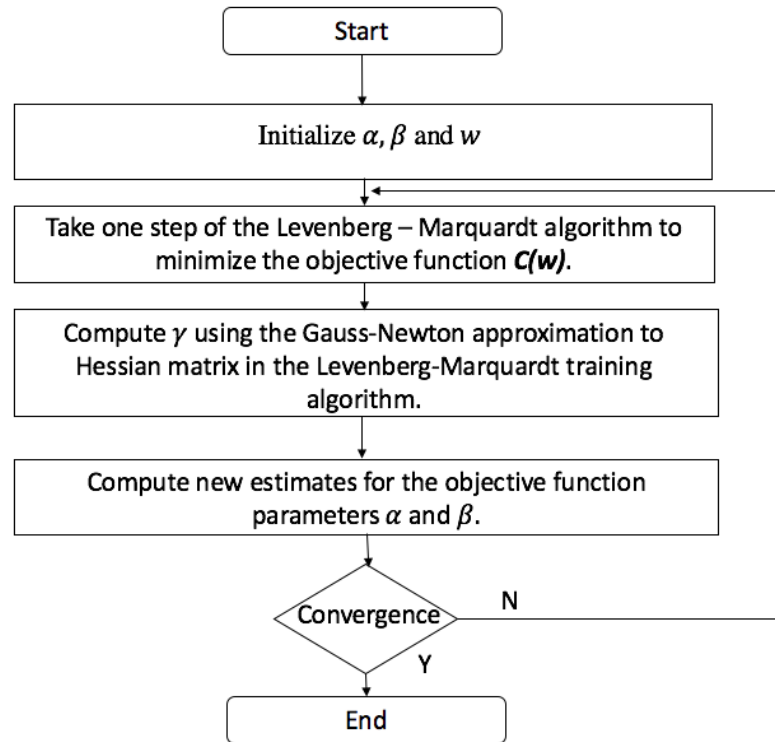 Start
Initialize α, β and w
Take one step of the Levenberg – Marquardt algorithm to
minimize the objective function C(w).
Compute γ using the Gauss-Newton approximation to
Hessian matrix in the Levenberg-Marquardt training
algorithm.
Compute new estimates for the objective function
parameters α and β.
Convergence
N
Y
End